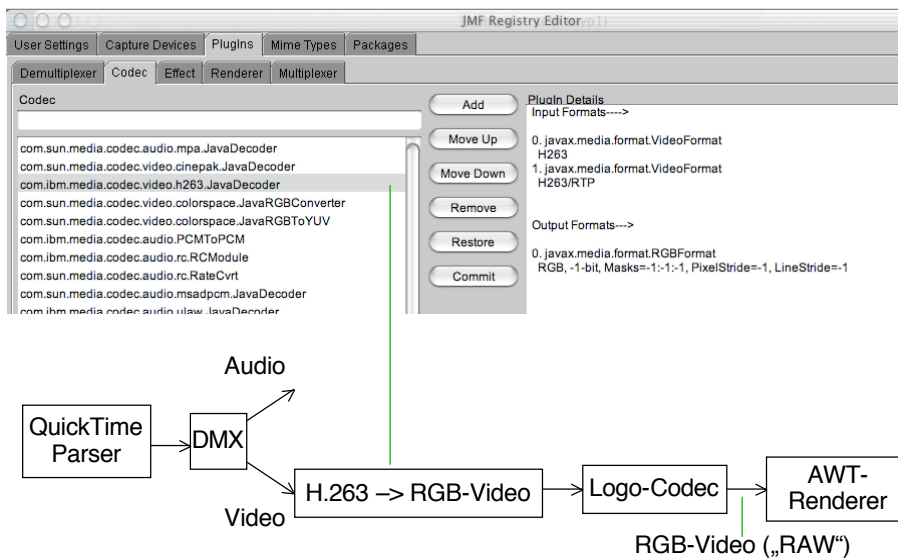 JMF Registry Editor
User Settings Capture Devices PlugIns Mime Types Packages
Demultiplexer Codec Effect Renderer Multiplexer
Codec
com.sun.media.codec.audio.mpa.JavaDecoder
com.sun.media.codec.video.cinepak.JavaDecoder
com.ibm.media.codec.video.h263.JavaDecoder
com.sun.media.codec.video.colorspace.JavaRGBConverter
com.sun.media.codec.video.colorspace.JavaRGBToYUV
com.ibm.media.codec.audio.PCMToPCM
com.ibm.media.codec.audio.rc.RCModule
com.sun.media.codec.audio.rc.RateCvrt
com.sun.media.codec.audio.msadpcm.JavaDecoder
com.ibm.media.codec.audio.ulaw.JavaDecoder
Add
Move Up
Move Down
Remove
Restore
Commit
PlugIn Details
Input Formats---->
0. javax.media.format.VideoFormat
H263
1. javax.media.format.VideoFormat
H263/RTP
Output Formats--->
0. javax.media.format.RGBFormat
RGB, -1-bit, Masks=-1:-1:-1, PixelStride=-1, LineStride=-1
Audio
QuickTime
Parser
DMX
Video
H.263 –> RGB-Video
Logo-Codec
AWT-
Renderer
RGB-Video („RAW“)